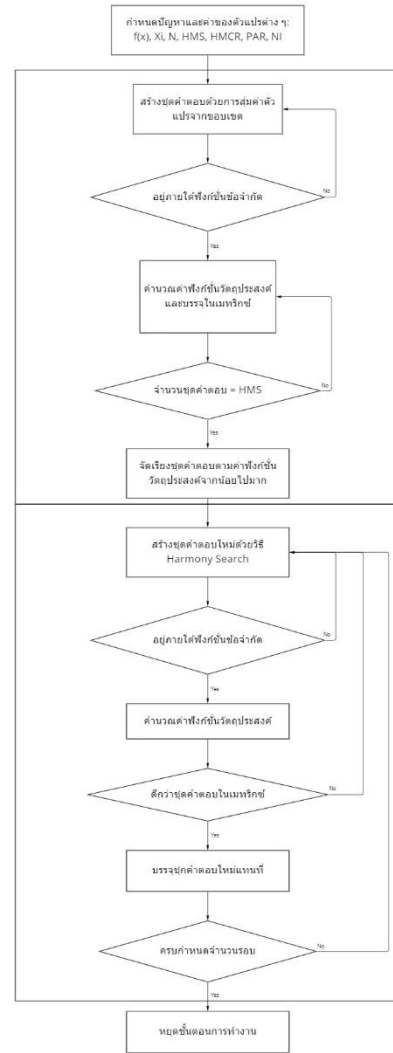 กำหนดปัญหาและค่าของตัวแปรต่าง ๆ:
f(x), Xi, N, HMS, HMCR, PAR, NI
สร้างชุดคำตอบด้วยการสุ่มค่าตัว
แปรจากขอบเขต
อยู่ภายใต้ฟังก์ชั่นข้อจำกัด
No
Yes
คำนวณค่าฟังก์ชั่นวัตถุประสงค์
และบรรจุในเมทริกซ์
จำนวนชุดคำตอบ = HMS
No
Yes
จัดเรียงชุดคำตอบตามค่าฟังก์ชั่น
วัตถุประสงค์จากน้อยไปมาก
สร้างชุดคำตอบใหม่ด้วยวิธี
Harmony Search
อยู่ภายใต้ฟังก์ชั่นข้อจำกัด
No
Yes
คำนวณค่าฟังก์ชั่นวัตถุประสงค์
ดีกว่าชุดคำตอบในเมทริกซ์
No
Yes
บรรจุชุดคำตอบใหม่แทนที่
ครบกำหนดจำนวนรอบ
No
Yes
หยุดขั้นตอนการทำงาน